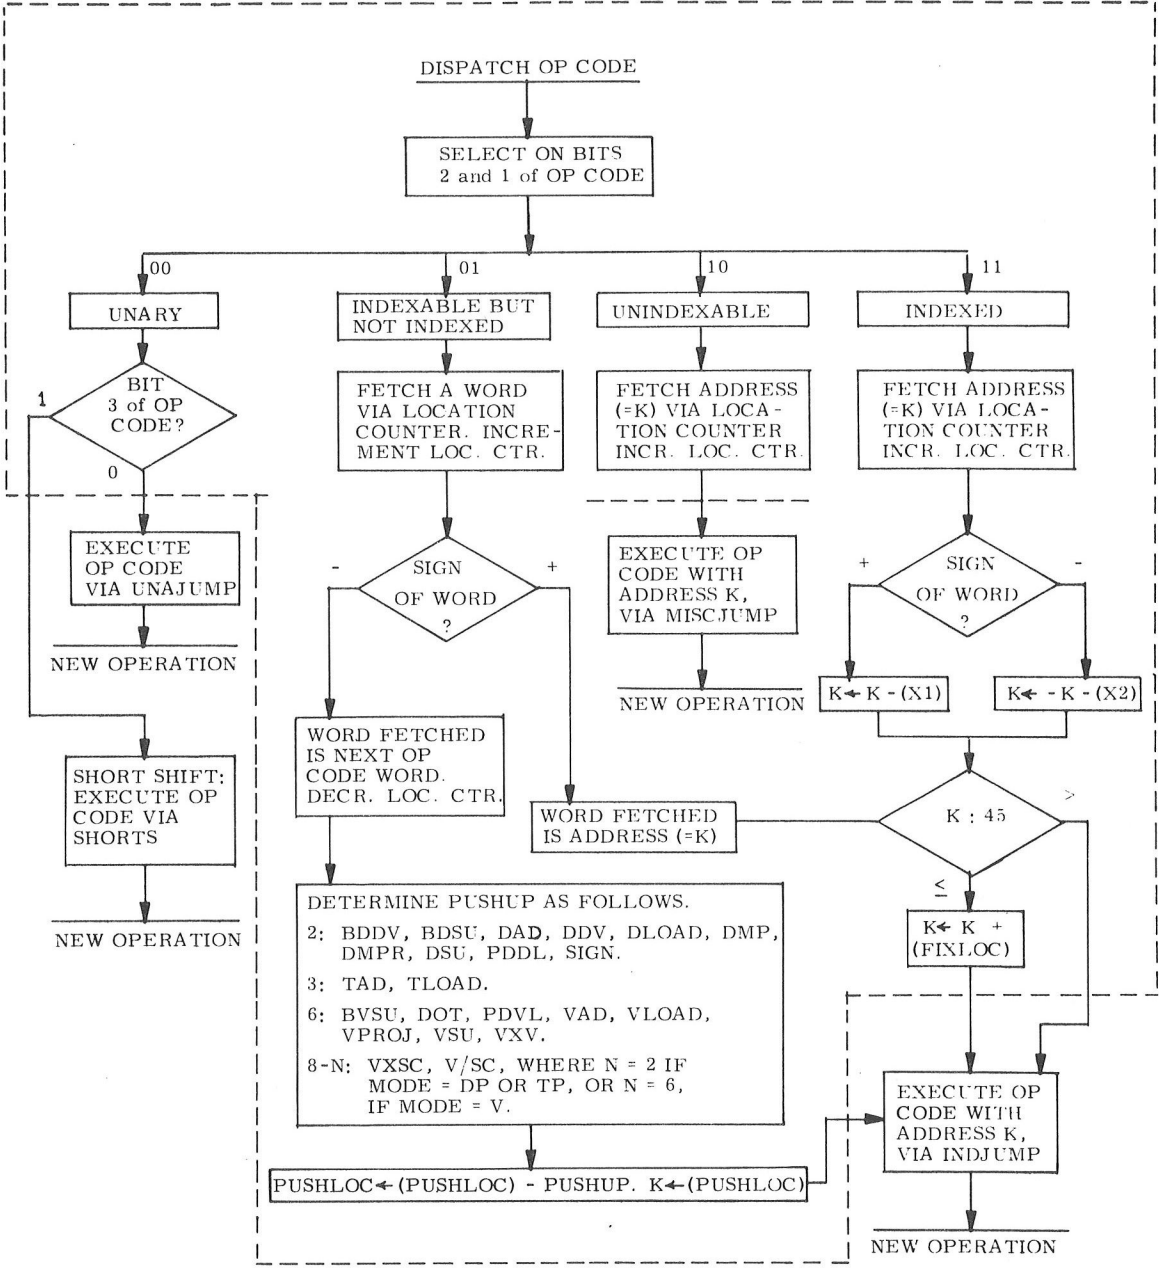 DISPATCH OP CODE
SELECT ON BITS
2 and 1 of OP CODE
00
01
10
11
UNARY
INDEXABLE BUT
NOT INDEXED
UNINDEXABLE
INDEXED
BIT
3 of OP
CODE?
1
0
FETCH A WORD
VIA LOCATION
COUNTER. INCRE-
MENT LOC. CTR.
FETCH ADDRESS
(=K) VIA LOCA-
TION COUNTER
INCR. LOC. CTR.
FETCH ADDRESS
(=K) VIA LOCA-
TION COUNTER
INCR. LOC. CTR.
EXECUTE
OP CODE
VIA UNAJUMP
NEW OPERATION
SIGN
OF WORD
?
-
+
EXECUTE OP
CODE WITH
ADDRESS K,
VIA MISCJUMP
NEW OPERATION
SIGN
OF WORD
?
+
-
K← K - (X1)
K← -K - (X2)
SHORT SHIFT:
EXECUTE OP
CODE VIA
SHORTS
NEW OPERATION
WORD FETCHED
IS NEXT OP
CODE WORD.
DECR. LOC. CTR.
WORD FETCHED
IS ADDRESS (=K)
K : 45
>
≤
K← K +
(FIXLOC)
DETERMINE PUSHUP AS FOLLOWS.
2: BDDV, BDSU, DAD, DDV, DLOAD, DMP,
DMPR, DSU, PDDL, SIGN.
3: TAD, TLOAD.
6: BVSU, DOT, PDVL, VAD, VLOAD,
VPROJ, VSU, VXV.
8-N: VXSC, V/SC, WHERE N = 2 IF
MODE = DP OR TP, OR N = 6,
IF MODE = V.
PUSHLOC←(PUSHLOC) - PUSHUP. K←(PUSHLOC)
EXECUTE OP
CODE WITH
ADDRESS K,
VIA INDJUMP
NEW OPERATION